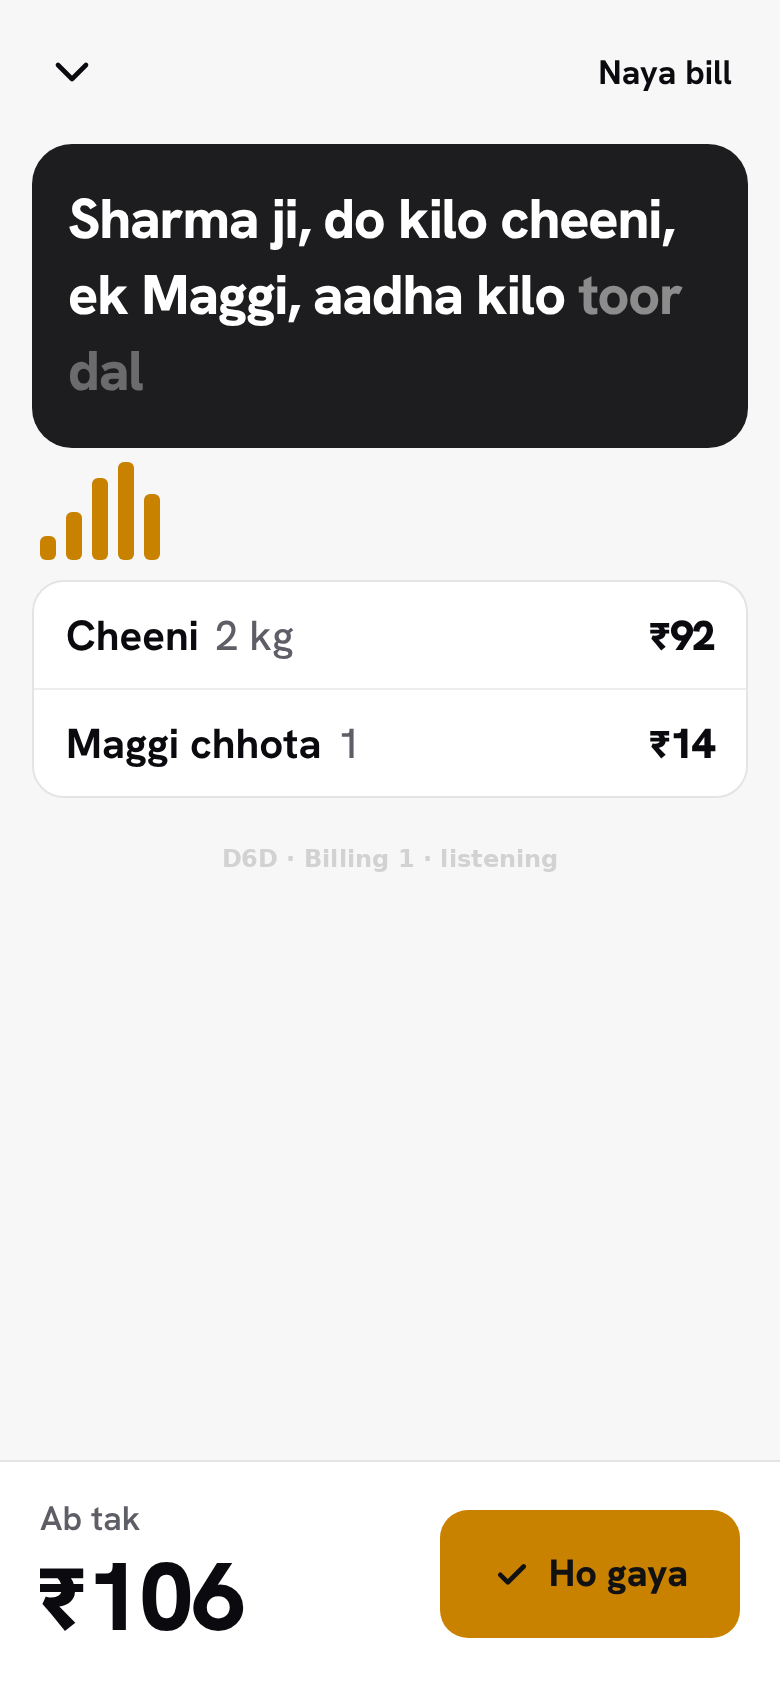 Naya bill
Sharma ji, do kilo cheeni,
ek Maggi, aadha kilo toor
dal
Cheeni 2 kg ₹92
Maggi chhota 1 ₹14
D6D · Billing 1 · listening
Ab tak
₹106
Ho gaya